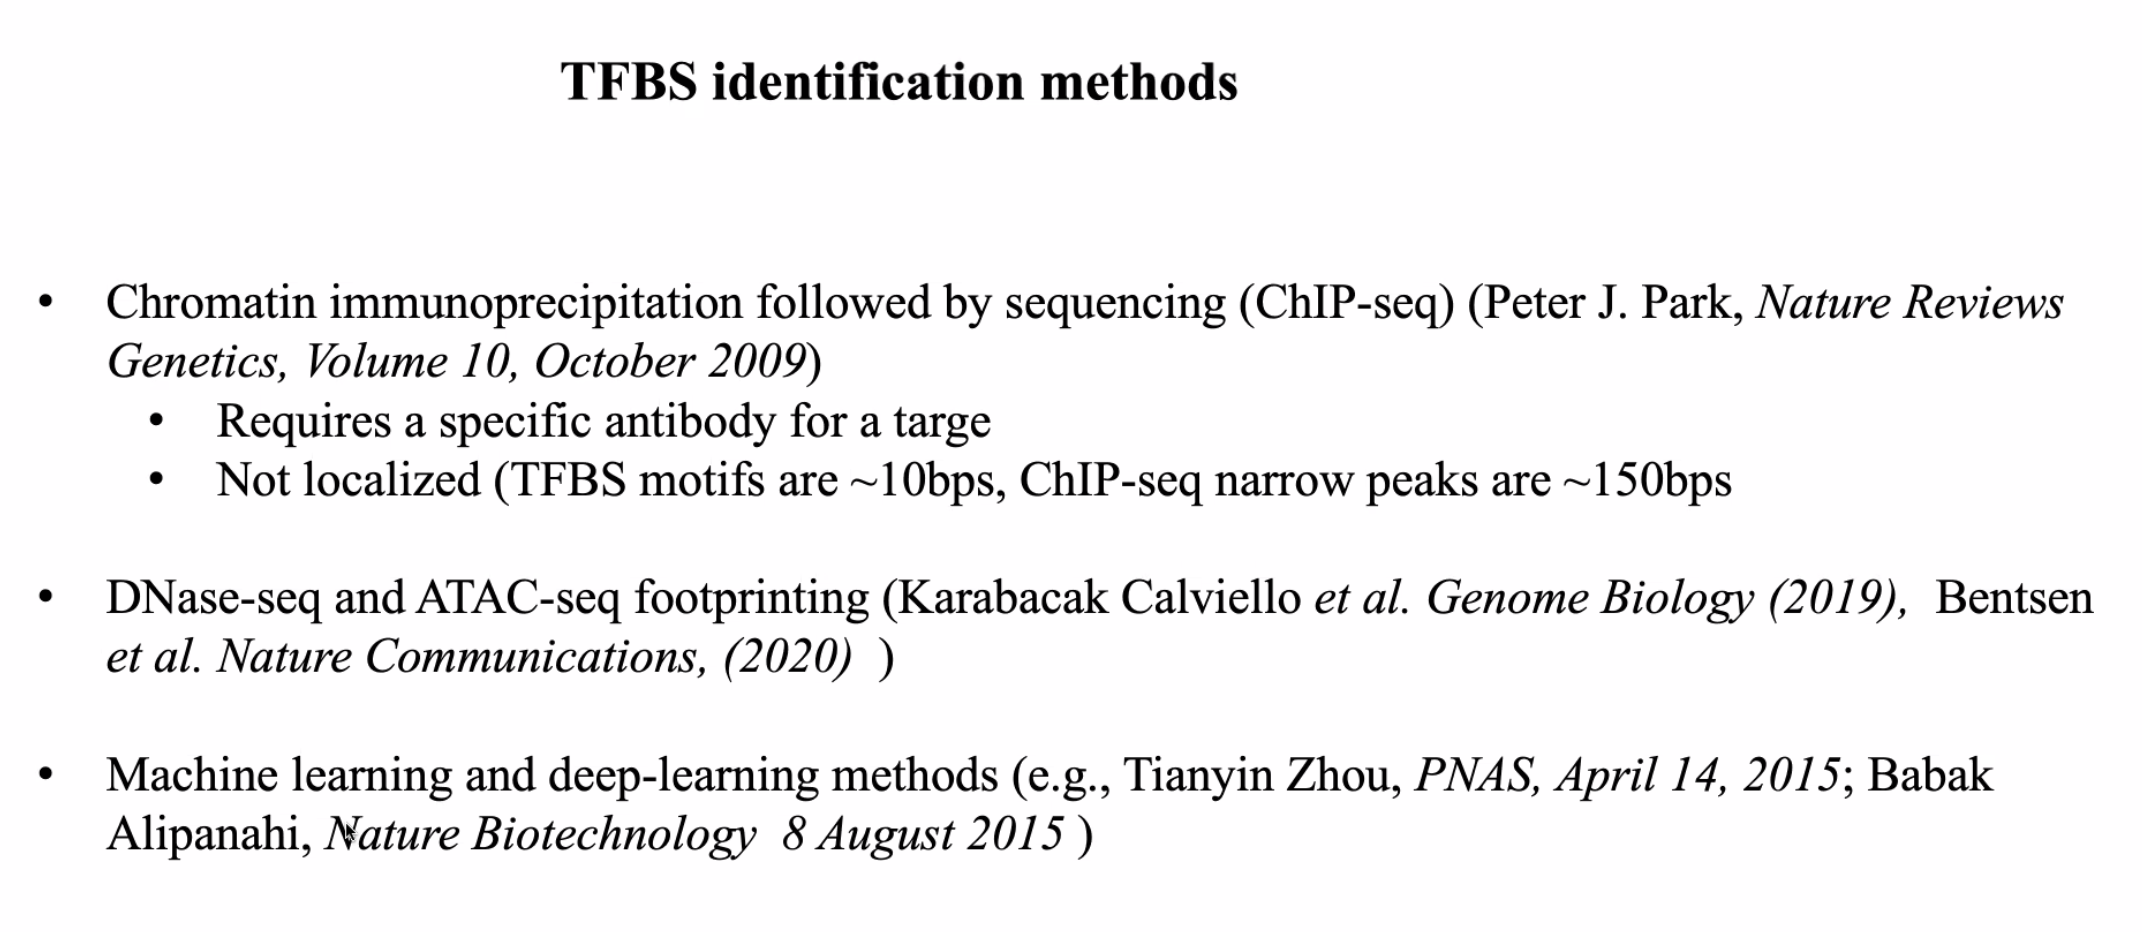 TFBS identification methods
• Chromatin immunoprecipitation followed by sequencing (ChIP-seq) (Peter J. Park, Nature Reviews
Genetics, Volume 10, October 2009)
• Requires a specific antibody for a targe
• Not localized (TFBS motifs are ~10bps, ChIP-seq narrow peaks are ~150bps
• DNase-seq and ATAC-seq footprinting (Karabacak Calviello et al. Genome Biology (2019), Bentsen
et al. Nature Communications, (2020) )
• Machine learning and deep-learning methods (e.g., Tianyin Zhou, PNAS, April 14, 2015; Babak
Alipanahi, Nature Biotechnology 8 August 2015 )